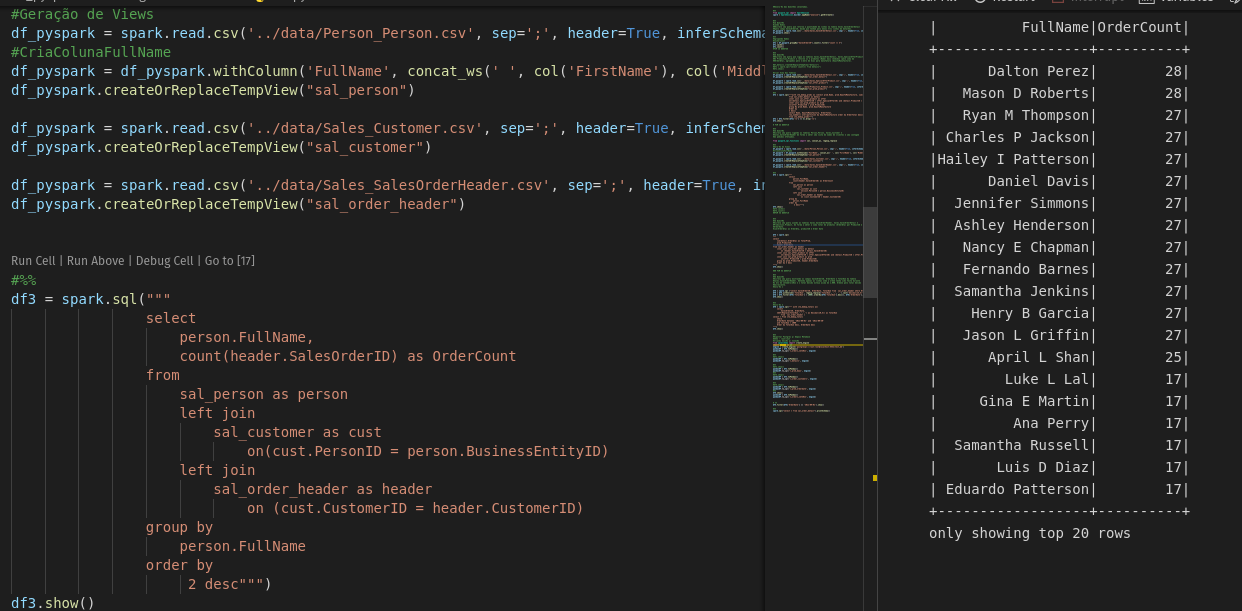 #Geração de Views
df_pyspark = spark.read.csv('../data/Person_Person.csv', sep=';', header=True, inferSchema
#CriaColunaFullName
df_pyspark = df_pyspark.withColumn('FullName', concat_ws(' ', col('FirstName'), col('Middl
df_pyspark.createOrReplaceTempView("sal_person")
df_pyspark = spark.read.csv('../data/Sales_Customer.csv', sep=';', header=True, inferSchem
df_pyspark.createOrReplaceTempView("sal_customer")
df_pyspark = spark.read.csv('../data/Sales_SalesOrderHeader.csv', sep=';', header=True, in
df_pyspark.createOrReplaceTempView("sal_order_header")
Run Cell | Run Above | Debug Cell | Go to [17]
#%%
df3 = spark.sql("""
select
person.FullName,
count(header.SalesOrderID) as OrderCount
from
sal_person as person
left join
sal_customer as cust
on(cust.PersonID = person.BusinessEntityID)
left join
sal_order_header as header
on (cust.CustomerID = header.CustomerID)
group by
person.FullName
order by
2 desc""")
df3.show()
| FullName|OrderCount|
+------------------+----------+
| Dalton Perez| 28|
| Mason D Roberts| 28|
| Ryan M Thompson| 27|
| Charles P Jackson| 27|
|Hailey I Patterson| 27|
| Daniel Davis| 27|
| Jennifer Simmons| 27|
| Ashley Henderson| 27|
| Nancy E Chapman| 27|
| Fernando Barnes| 27|
| Samantha Jenkins| 27|
| Henry B Garcia| 27|
| Jason L Griffin| 27|
| April L Shan| 25|
| Luke L Lal| 17|
| Gina E Martin| 17|
| Ana Perry| 17|
| Samantha Russell| 17|
| Luis D Diaz| 17|
| Eduardo Patterson| 17|
+------------------+----------+
only showing top 20 rows